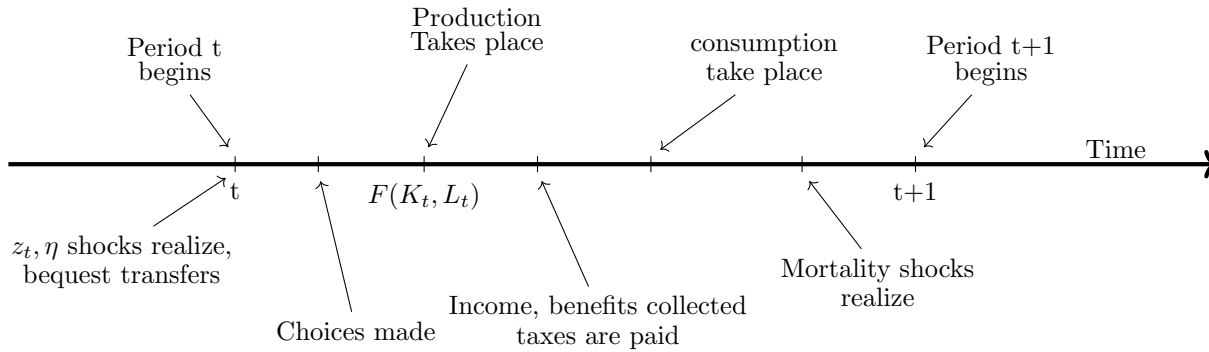 Period t
begins
Production
Takes place
consumption
take place
Period t+1
begins
Time
t
F(K_t, L_t)
t+1
z_t, η shocks realize,
bequest transfers
Choices made
Income, benefits collected
taxes are paid
Mortality shocks
realize